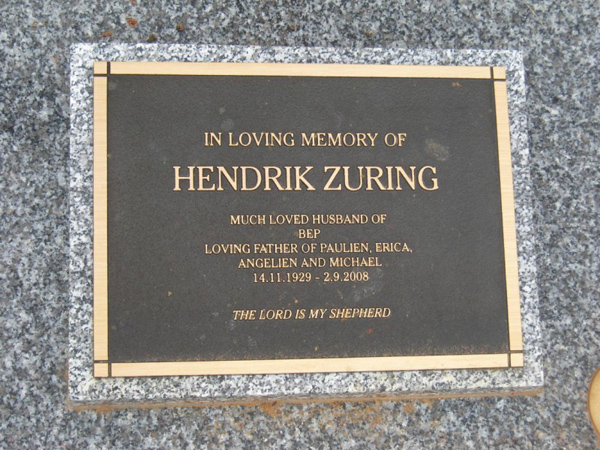 IN LOVING MEMORY OF
HENDRIK ZURING
MUCH LOVED HUSBAND OF
BEP
LOVING FATHER OF PAULIEN, ERICA,
ANGELIEN AND MICHAEL
14.11.1929 - 2.9.2008
THE LORD IS MY SHEPHERD